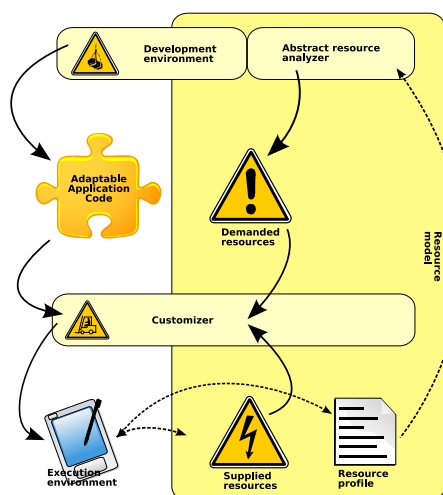 Development
environment
Abstract resource
analyzer
Adaptable
Application
Code
Demanded
resources
Resource
model
Customizer
Execution
environment
Supplied
resources
Resource
profile